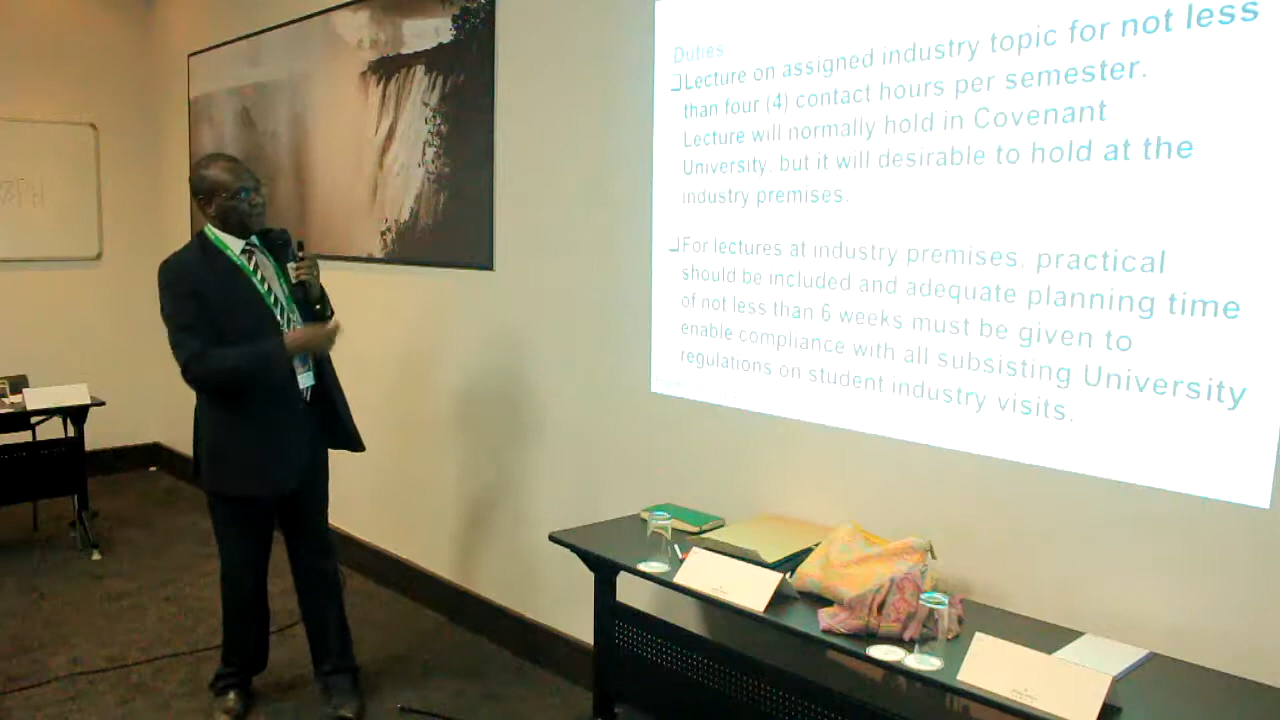 Duties
Lecture on assigned industry topic for not less
than four (4) contact hours per semester.
Lecture will normally hold in Covenant
University, but it will desirable to hold at the
industry premises.
For lectures at industry premises, practical
should be included and adequate planning time
of not less than 6 weeks must be given to
enable compliance with all subsisting University
regulations on student industry visits.